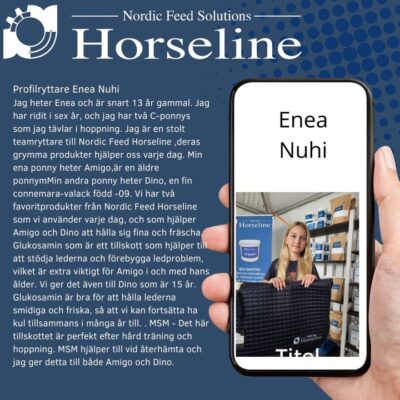 Nordic Feed Solutions
Horseline
Profilryttare Enea Nuhi
Jag heter Enea och är snart 13 år gammal. Jag
har ridit i sex år, och jag har två C-ponnys
som jag tävlar i hoppning. Jag är en stolt
teamryttare till Nordic Feed Horseline ,deras
grymma produkter hjälper oss varje dag. Min
ena ponny heter Amigo,är en äldre
ponnymMin andra ponny heter Dino, en fin
connemara-valack född -09. Vi har två
favoritprodukter från Nordic Feed Horseline
som vi använder varje dag, och som hjälper
Amigo och Dino att hålla sig fina och fräscha.
Glukosamin som är ett tillskott som hjälper till
att stödja lederna och förebygga ledproblem,
vilket är extra viktigt för Amigo i och med hans
ålder. Vi ger det även till Dino som är 15 år.
Glukosamin är bra för att hålla lederna
smidiga och friska, så att vi kan fortsätta ha
kul tillsammans i många år till. . MSM – Det här
tillskottet är perfekt efter hård träning och
hoppning. MSM hjälper till vid återhämta och
jag ger detta till både Amigo och Dino.
Enea
Nuhi
Horseline
Titel